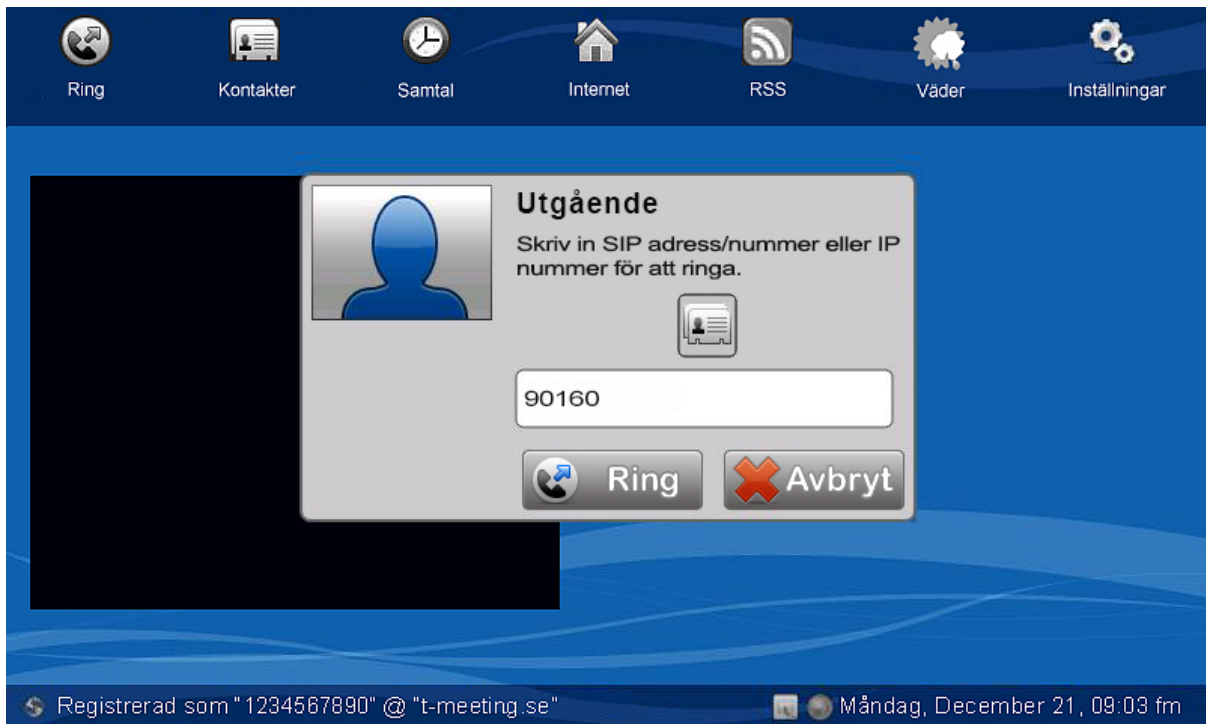 Ring Kontakter Samtal Internet RSS Väder Inställningar
Utgående
Skriv in SIP adress/nummer eller IP
nummer för att ringa.
90160
Ring Avbryt
Registrerad som "1234567890" @ "t-meeting.se" Måndag, December 21, 09:03 fm